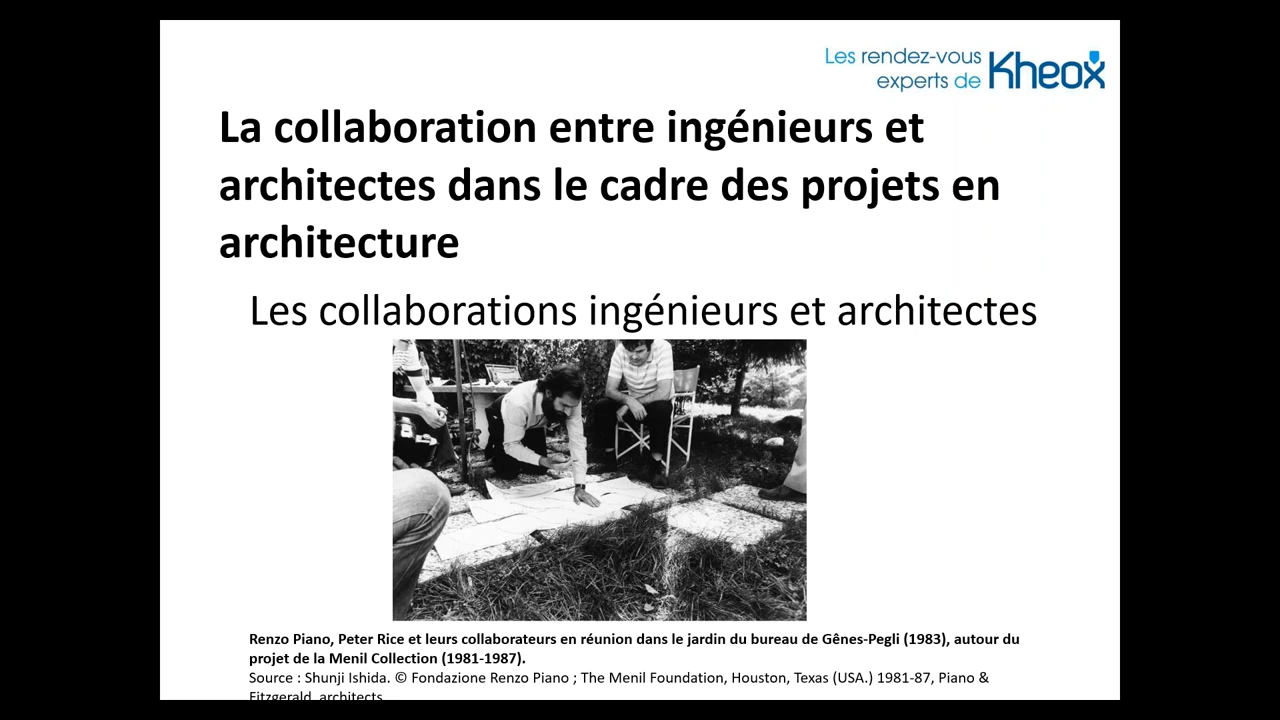 Les rendez-vous
experts de Kheox
La collaboration entre ingénieurs et
architectes dans le cadre des projets en
architecture
Les collaborations ingénieurs et architectes
Renzo Piano, Peter Rice et leurs collaborateurs en réunion dans le jardin du bureau de Gênes-Pegli (1983), autour du
projet de la Menil Collection (1981-1987).
Source : Shunji Ishida. © Fondazione Renzo Piano ; The Menil Foundation, Houston, Texas (USA.) 1981-87, Piano &
Fitzgerald, architects